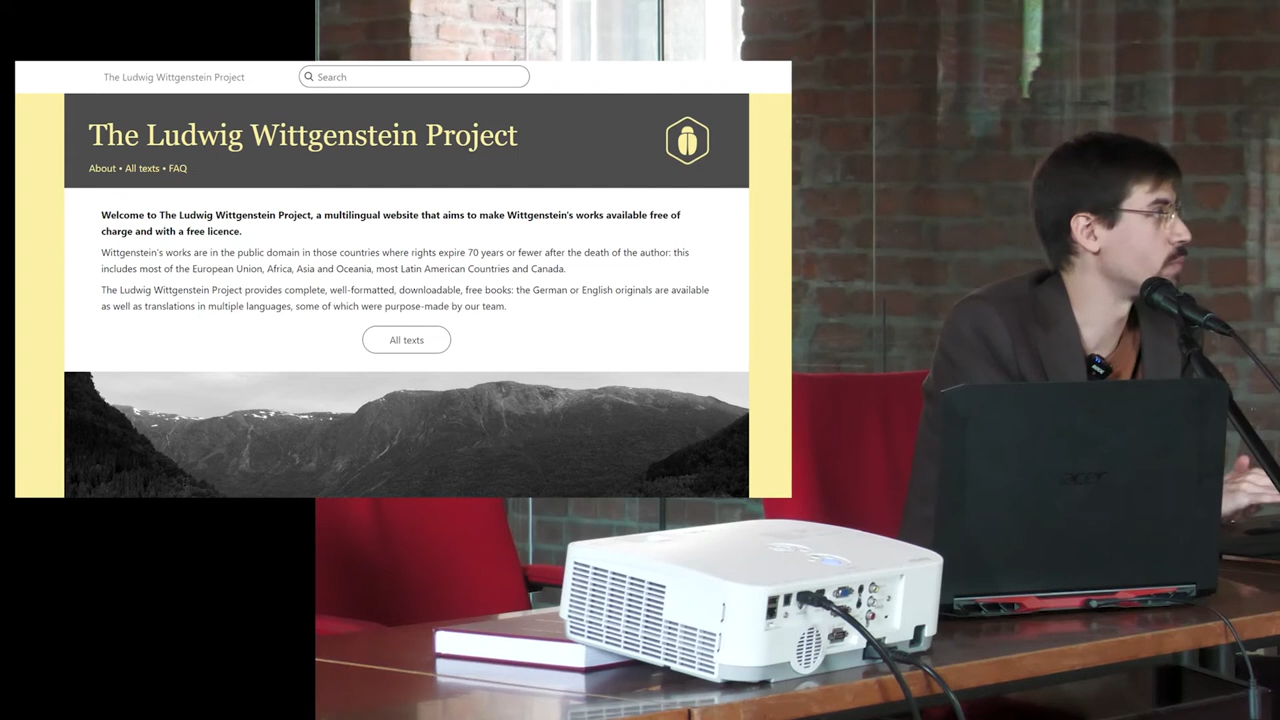 The Ludwig Wittgenstein Project
Search
The Ludwig Wittgenstein Project
About • All texts • FAQ
Welcome to The Ludwig Wittgenstein Project, a multilingual website that aims to make Wittgenstein's works available free of
charge and with a free licence.
Wittgenstein's works are in the public domain in those countries where rights expire 70 years or fewer after the death of the author: this
includes most of the European Union, Africa, Asia and Oceania, most Latin American Countries and Canada.
The Ludwig Wittgenstein Project provides complete, well-formatted, downloadable, free books: the German or English originals are available
as well as translations in multiple languages, some of which were purpose-made by our team.
All texts
acer